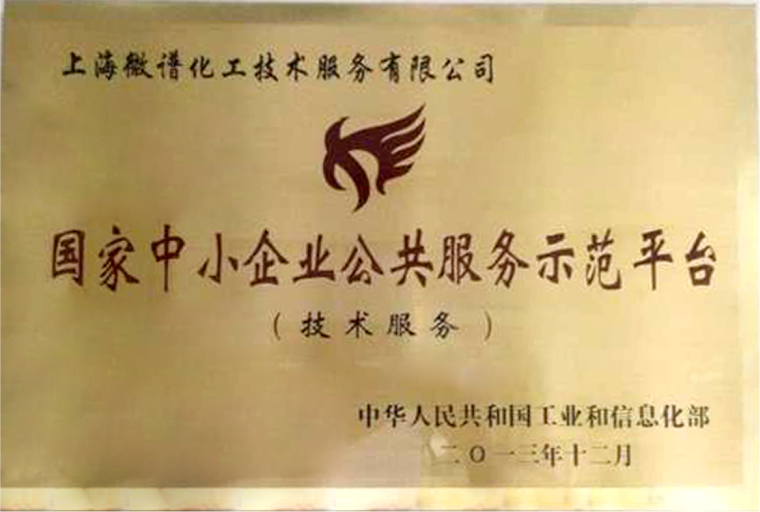 上海微谱化工技术服务有限公司
国家中小企业公共服务示范平台
(技术服务)
中华人民共和国工业和信息化部
二〇一三年十二月